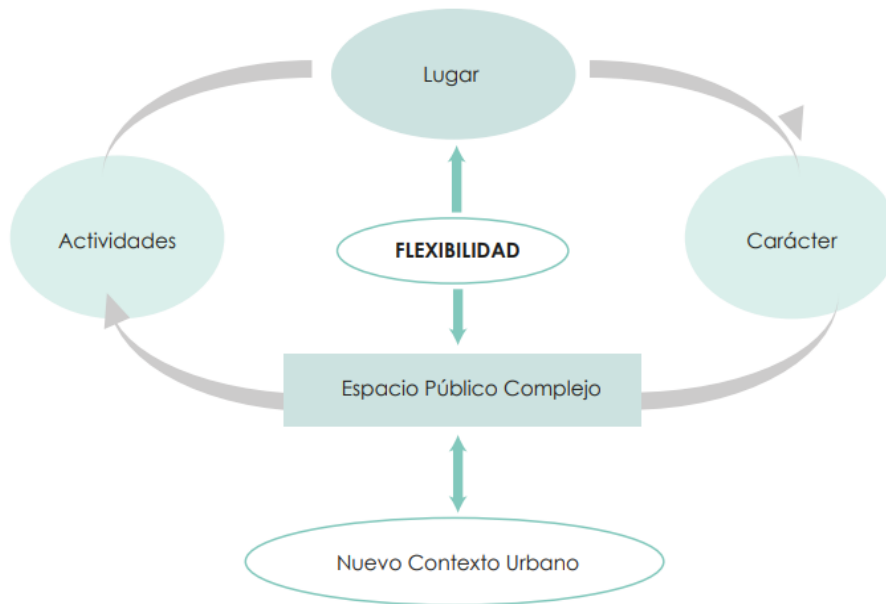 Lugar
Actividades
FLEXIBILIDAD
Carácter
Espacio Público Complejo
Nuevo Contexto Urbano